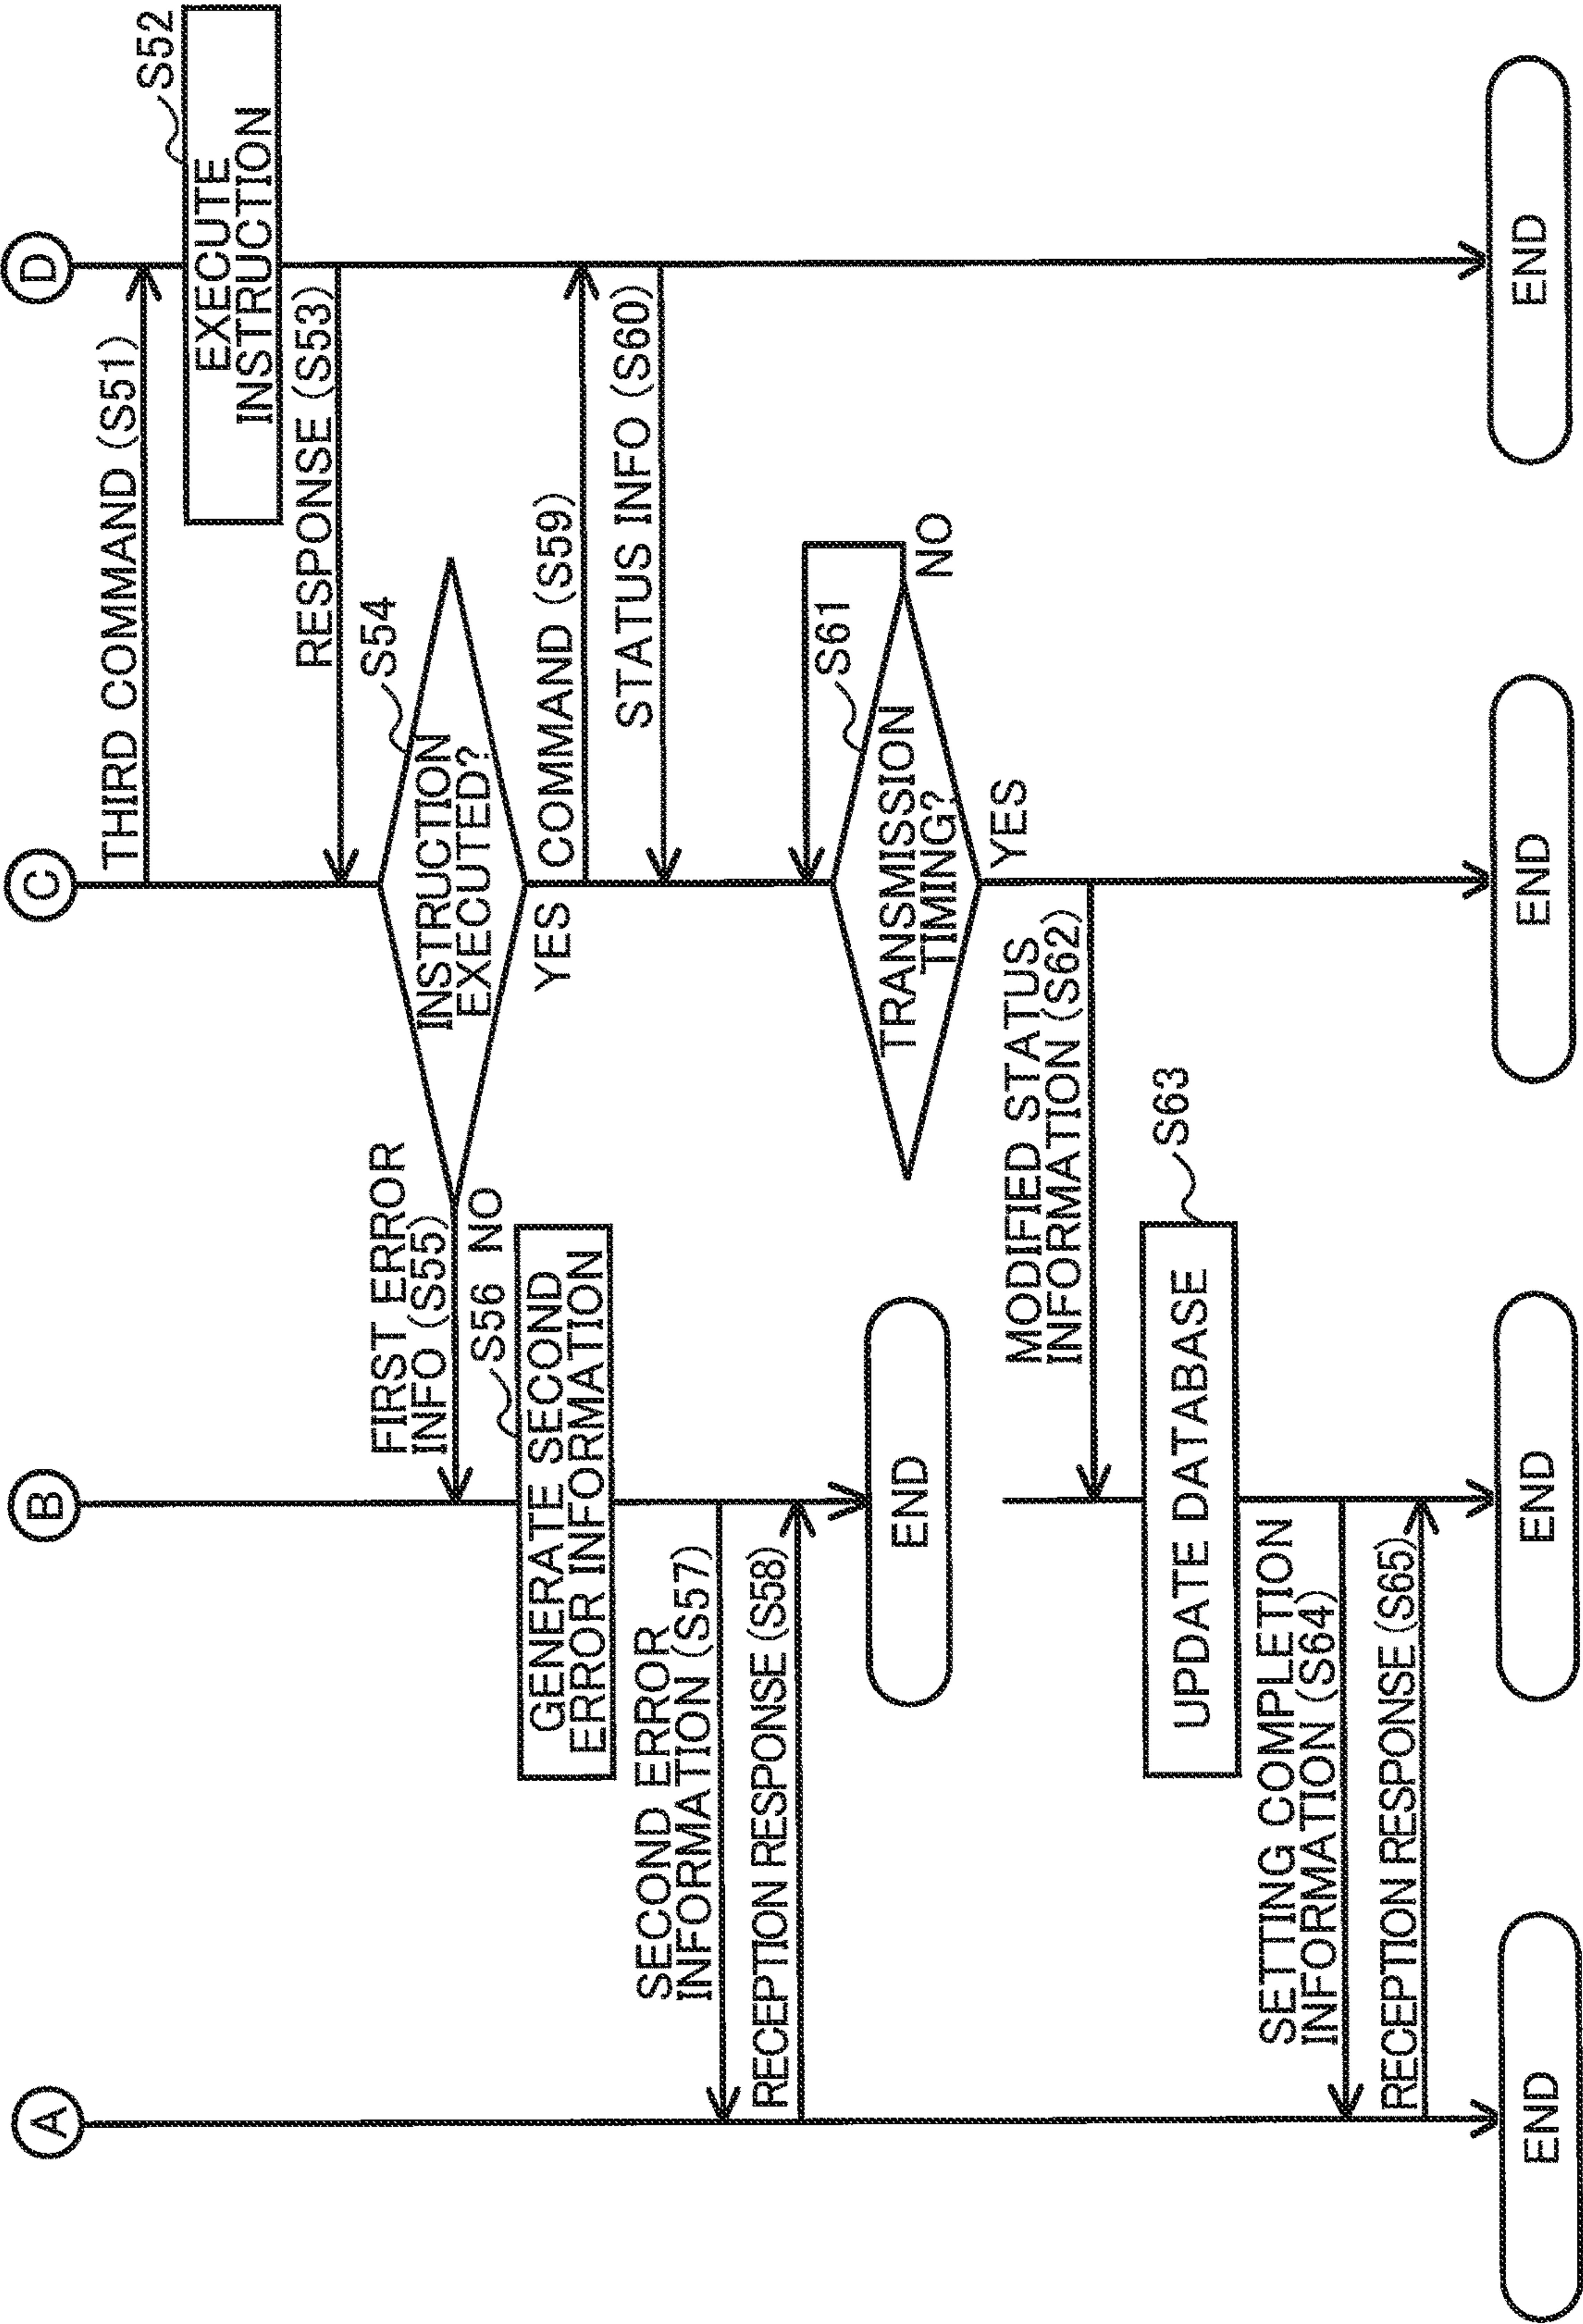 A
B
C
D
THIRD COMMAND (S51)
S52
EXECUTE
INSTRUCTION
RESPONSE (S53)
S54
INSTRUCTION
EXECUTED?
FIRST ERROR
INFO (S55)
NO
YES
S56
GENERATE SECOND
ERROR INFORMATION
COMMAND (S59)
STATUS INFO (S60)
SECOND ERROR
INFORMATION (S57)
RECEPTION RESPONSE (S58)
END
S61
TRANSMISSION
TIMING?
NO
YES
MODIFIED STATUS
INFORMATION (S62)
S63
UPDATE DATABASE
SETTING COMPLETION
INFORMATION (S64)
RECEPTION RESPONSE (S65)
END
END
END
END